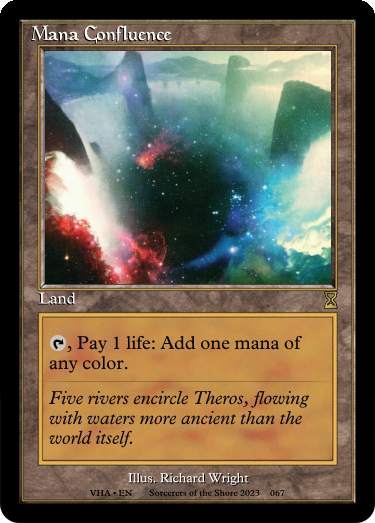 Mana Confluence
Land
, Pay 1 life: Add one mana of
any color.
Five rivers encircle Theros, flowing
with waters more ancient than the
world itself.
Illus. Richard Wright
VHA • EN Sorcerers of the Shore 2023 067